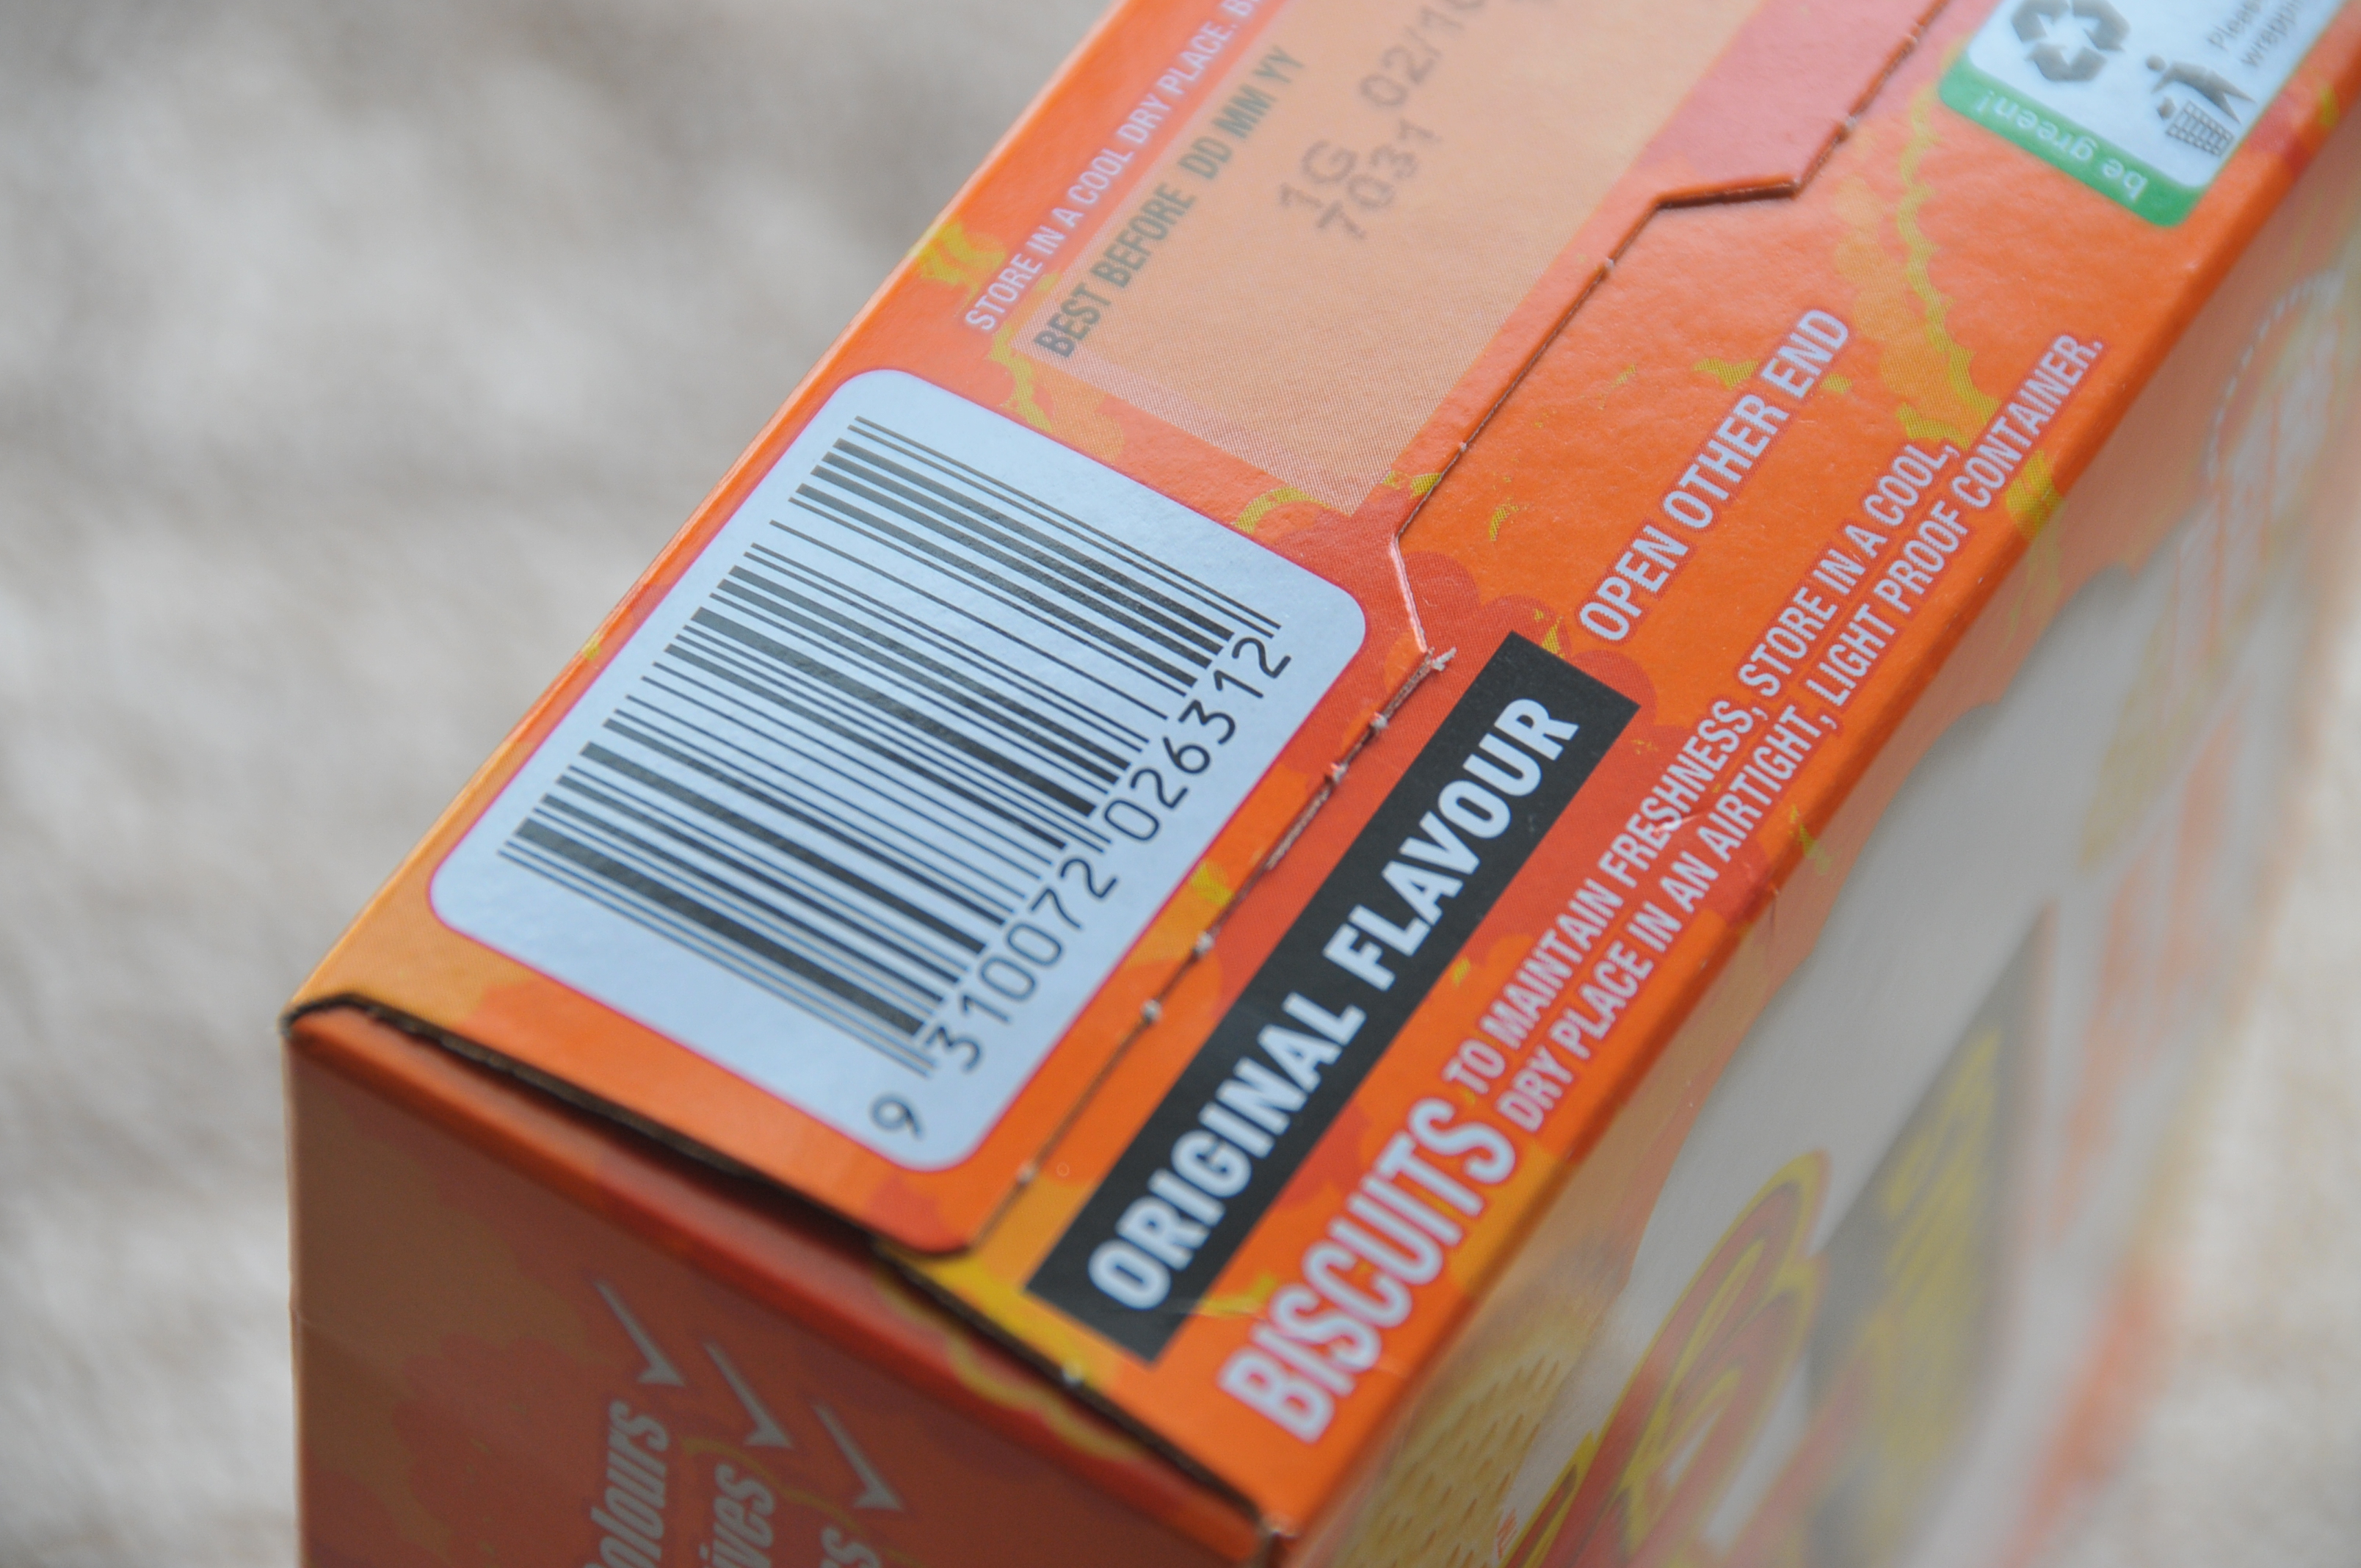 STORE IN A COOL DRY PLACE.
BEST BEFORE DD MM YY
1G 02/10
7031
be green!
9 310072 026312
OPEN OTHER END
ORIGINAL FLAVOUR
BISCUITS TO MAINTAIN FRESHNESS, STORE IN A COOL,
DRY PLACE IN AN AIRTIGHT, LIGHT PROOF CONTAINER.